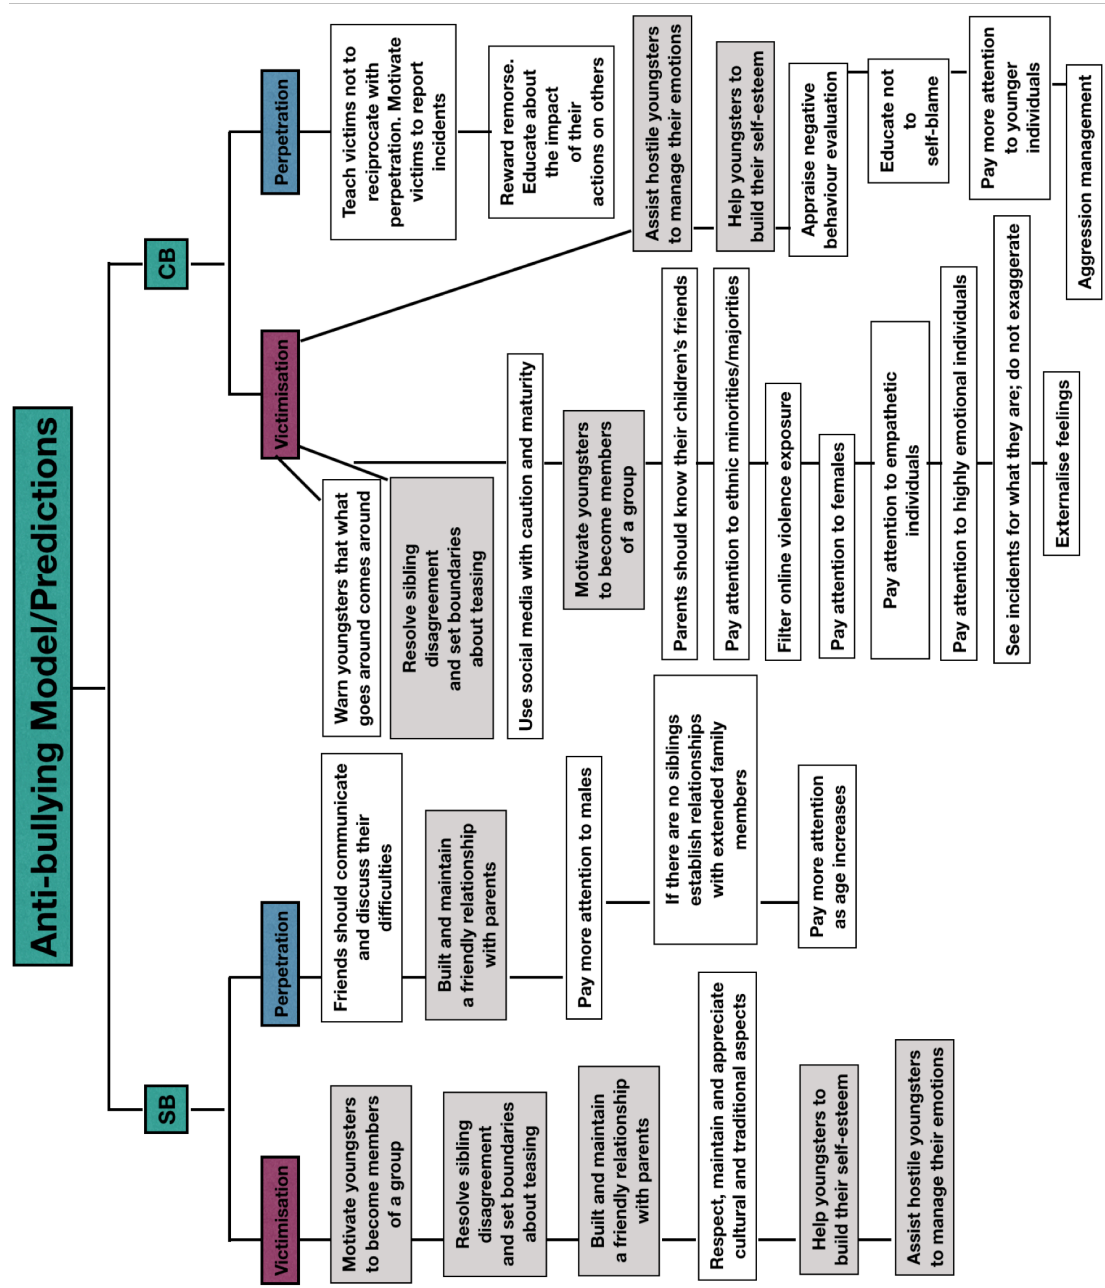 Anti-bullying Model/Predictions
SB
Victimisation
Motivate youngsters
to become members
of a group
Resolve sibling
disagreement
and set boundaries
about teasing
Built and maintain
a friendly relationship
with parents
Respect, maintain and appreciate
cultural and traditional aspects
Help youngsters to
build their self-esteem
Assist hostile youngsters
to manage their emotions
Perpetration
Friends should communicate
and discuss their
difficulties
Built and maintain
a friendly relationship
with parents
Pay more attention to males
If there are no siblings
establish relationships
with extended family
members
Pay more attention
as age increases
CB
Victimisation
Warn youngsters that what
goes around comes around
Resolve sibling
disagreement
and set boundaries
about teasing
Use social media with caution and maturity
Motivate youngsters
to become members
of a group
Parents should know their children's friends
Pay attention to ethnic minorities/majorities
Filter online violence exposure
Pay attention to females
Pay attention to empathetic
individuals
Pay attention to highly emotional individuals
See incidents for what they are; do not exaggerate
Externalise feelings
Assist hostile youngsters
to manage their emotions
Help youngsters to
build their self-esteem
Appraise negative
behaviour evaluation
Educate not
to
self-blame
Pay more attention
to younger
individuals
Aggression management
Perpetration
Teach victims not to
reciprocate with
perpetration. Motivate
victims to report
incidents
Reward remorse.
Educate about
the impact
of their
actions on others